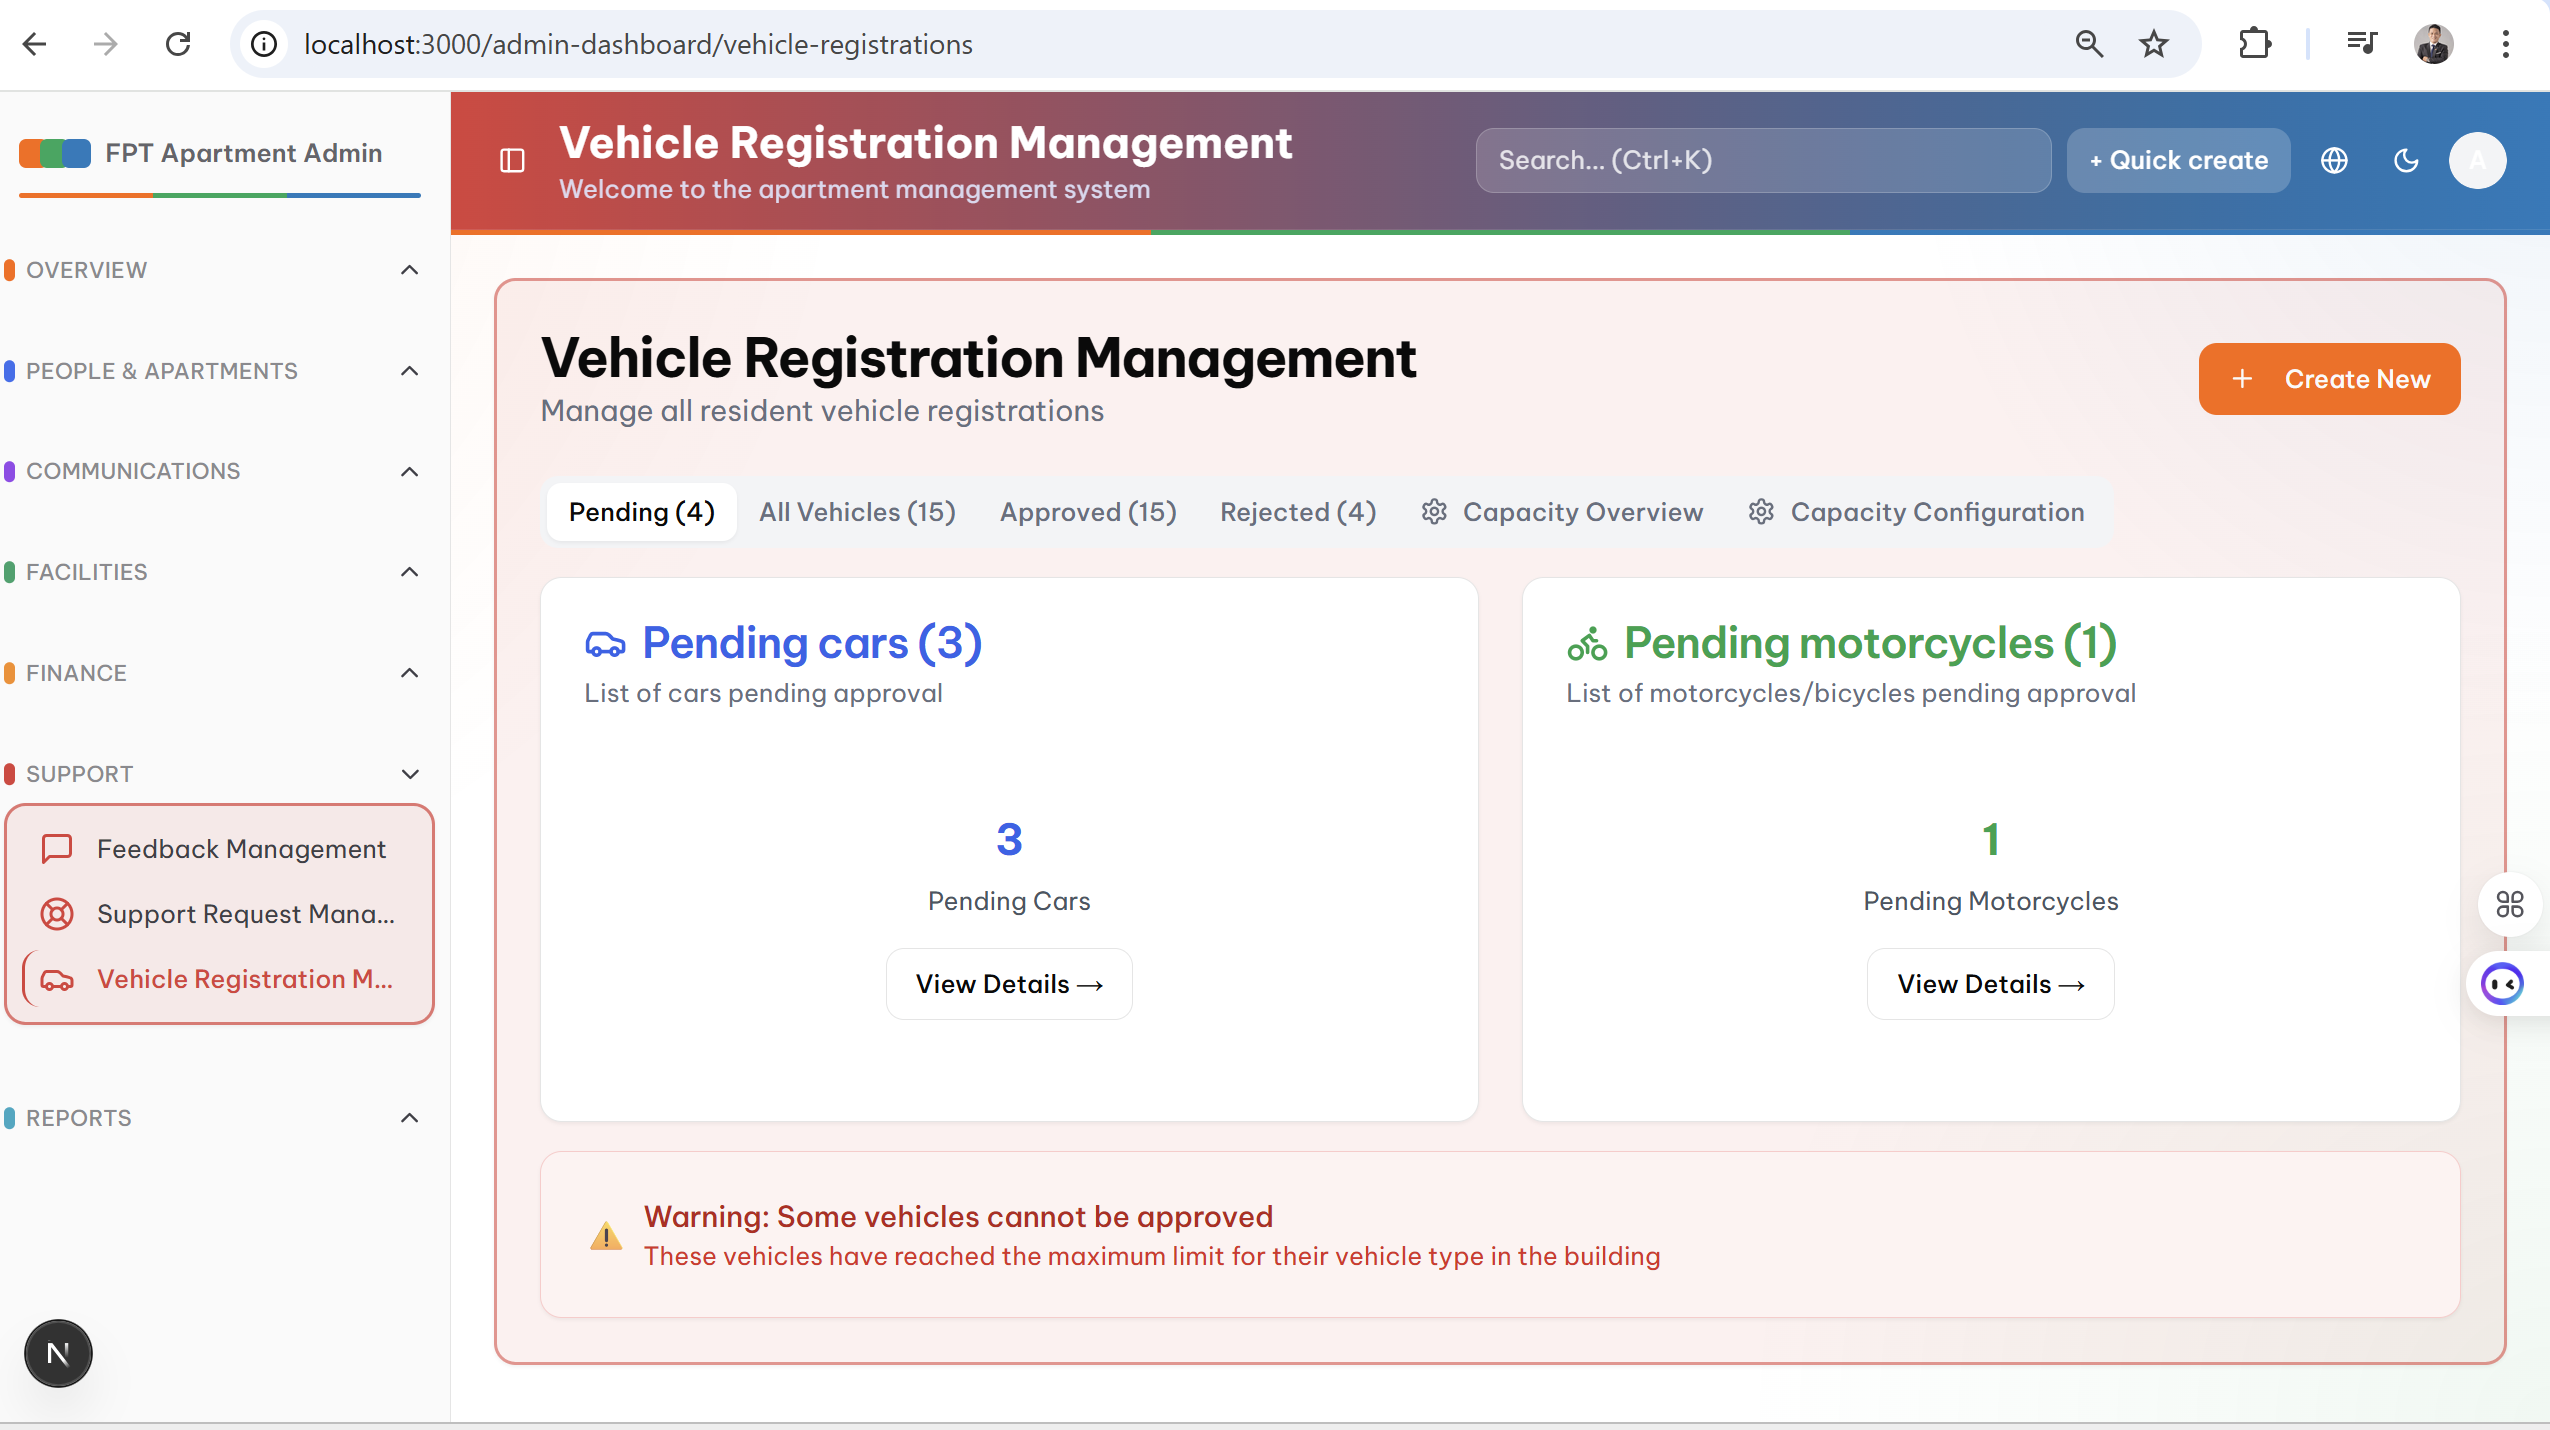 localhost:3000/admin-dashboard/vehicle-registrations
FPT Apartment Admin
OVERVIEW
PEOPLE & APARTMENTS
COMMUNICATIONS
FACILITIES
FINANCE
SUPPORT
Feedback Management
Support Request Mana...
Vehicle Registration M...
REPORTS
N
Vehicle Registration Management
Welcome to the apartment management system
Search... (Ctrl+K)
+ Quick create
A
Vehicle Registration Management
Manage all resident vehicle registrations
+ Create New
Pending (4) All Vehicles (15) Approved (15) Rejected (4) Capacity Overview Capacity Configuration
Pending cars (3)
List of cars pending approval
3
Pending Cars
View Details →
Pending motorcycles (1)
List of motorcycles/bicycles pending approval
1
Pending Motorcycles
View Details →
Warning: Some vehicles cannot be approved
These vehicles have reached the maximum limit for their vehicle type in the building